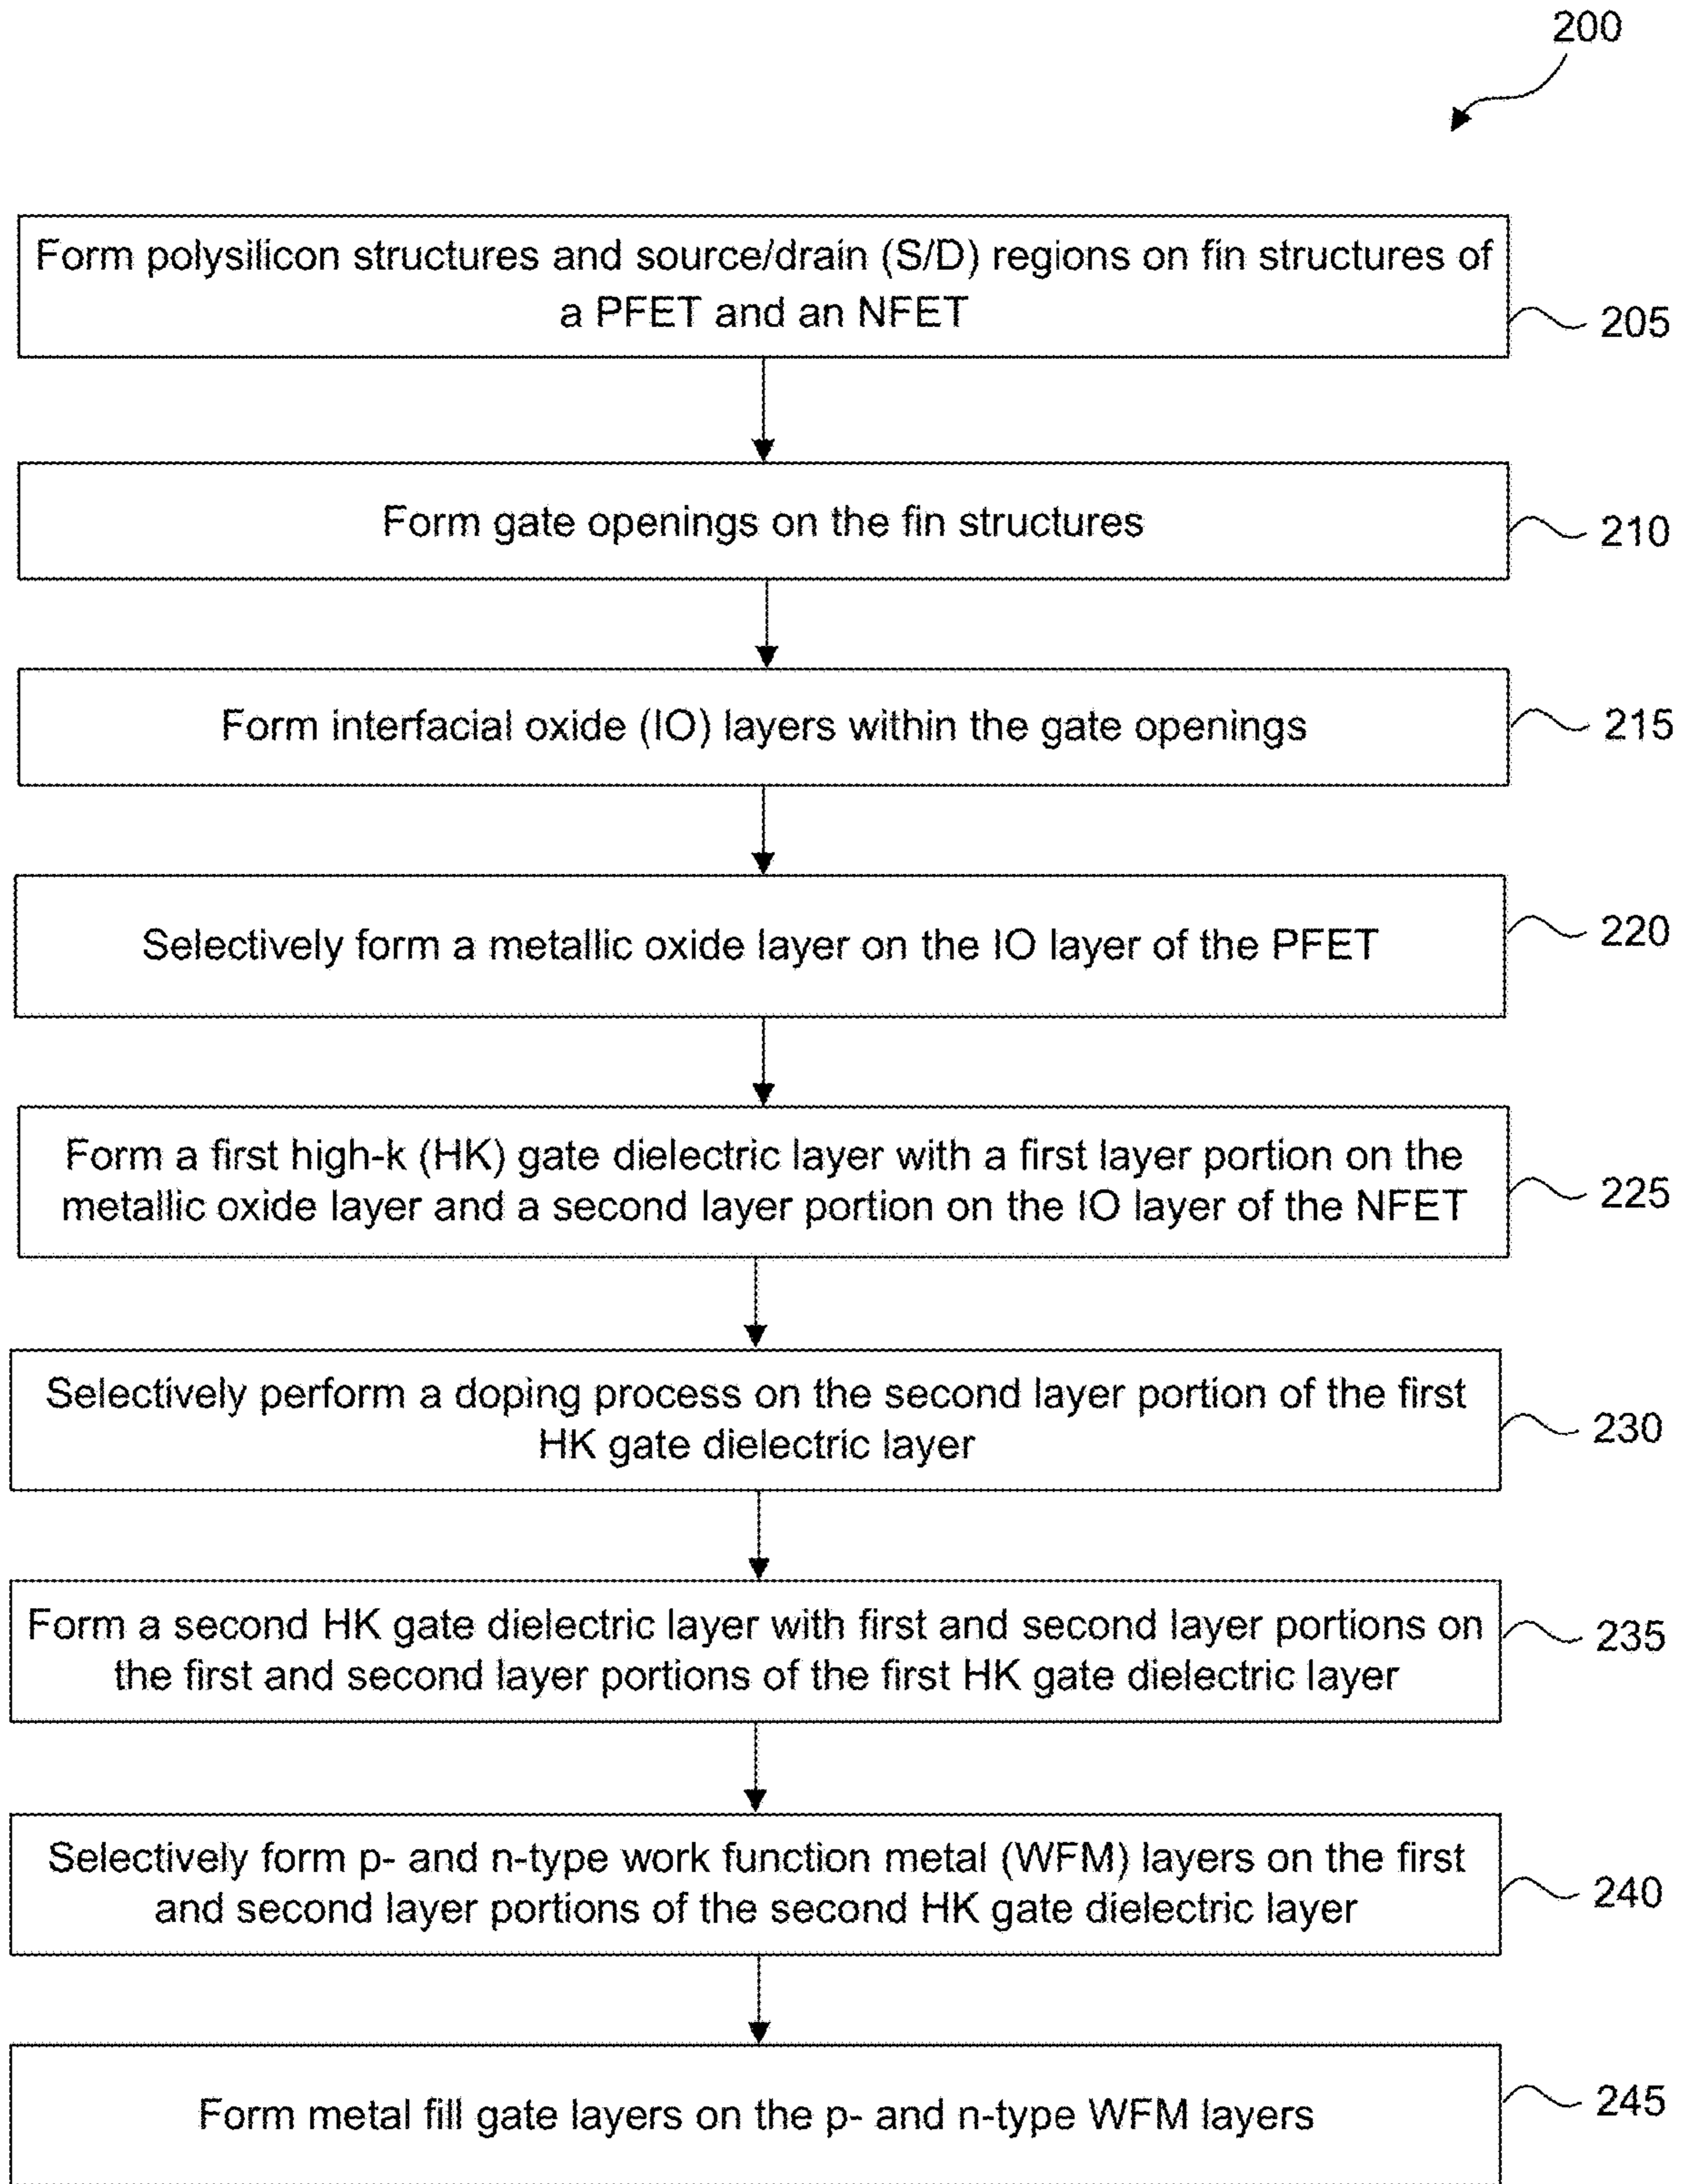 200
Form polysilicon structures and source/drain (S/D) regions on fin structures of
a PFET and an NFET
205
Form gate openings on the fin structures
210
Form interfacial oxide (IO) layers within the gate openings
215
Selectively form a metallic oxide layer on the IO layer of the PFET
220
Form a first high-k (HK) gate dielectric layer with a first layer portion on the
metallic oxide layer and a second layer portion on the IO layer of the NFET
225
Selectively perform a doping process on the second layer portion of the first
HK gate dielectric layer
230
Form a second HK gate dielectric layer with first and second layer portions on
the first and second layer portions of the first HK gate dielectric layer
235
Selectively form p- and n-type work function metal (WFM) layers on the first
and second layer portions of the second HK gate dielectric layer
240
Form metal fill gate layers on the p- and n-type WFM layers
245